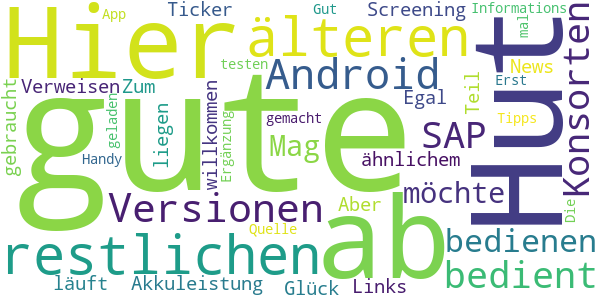 App
Ticker
Gut
Screening
Informations
mal
Hier
älteren
Hut
Konsorten
Android
testen
News
Erst
Verweisen
Zum
Egal
Teil
gebraucht
geladen
liegen
willkommen
Ergänzung
gute
gemacht
SAP
Tipps
Handy
Mag
ähnlichem
möchte
Die
Versionen
Aber
ab
Quelle
bedienen
restlichen
bedient
läuft
Akkuleistung
Glück
Links